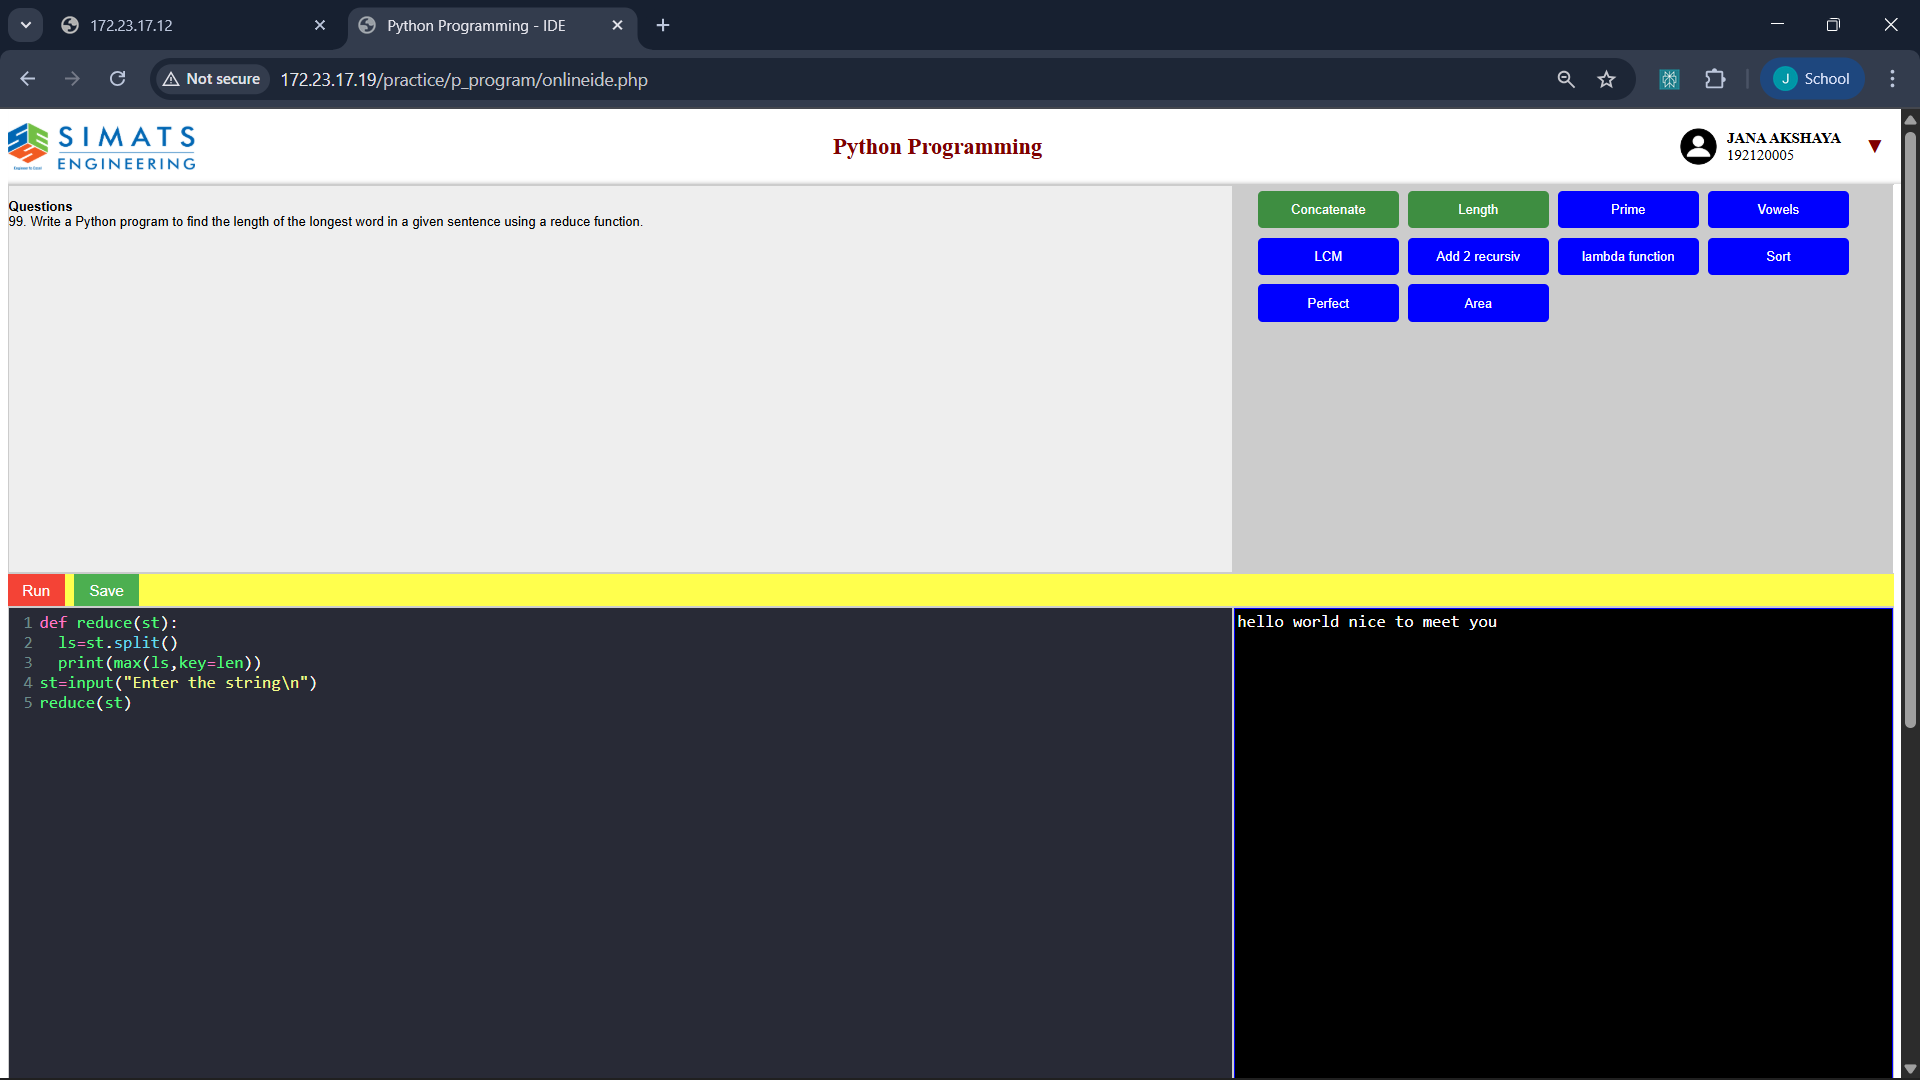 172.23.17.12
Python Programming - IDE
Not secure
172.23.17.19/practice/p_program/onlineide.php
J School
SIMATS
ENGINEERING
Python Programming
JANA AKSHAYA
192120005
Questions
99. Write a Python program to find the length of the longest word in a given sentence using a reduce function.
Concatenate
Length
Prime
Vowels
LCM
Add 2 recursiv
lambda function
Sort
Perfect
Area
Run
Save
1 def reduce(st):
2   ls=st.split()
3   print(max(ls,key=len))
4 st=input("Enter the string\n")
5 reduce(st)
hello world nice to meet you